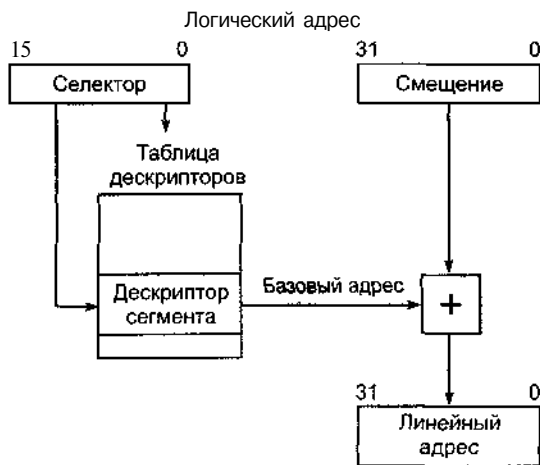 Логический адрес
15 0 31 0
Селектор Смещение
Таблица
дескрипторов
Дескриптор
сегмента
Базовый адрес
+
31 0
Линейный
адрес